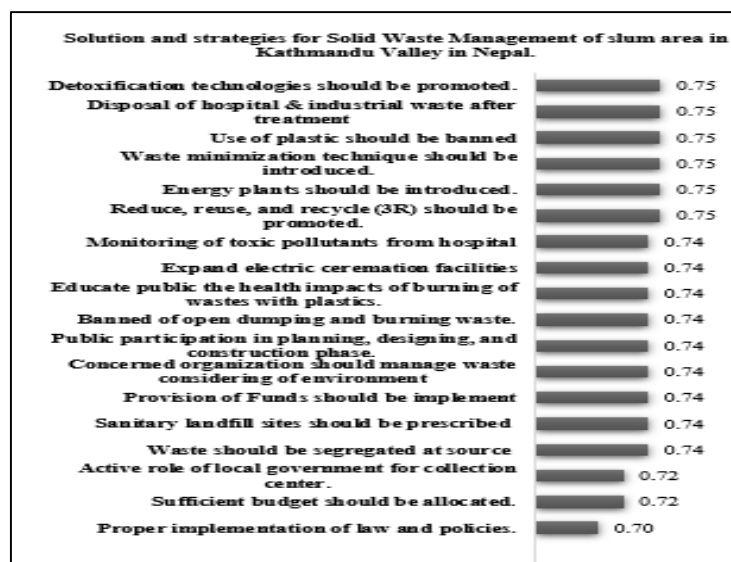 Solution and strategies for Solid Waste Management of slum area in
Kathmandu Valley in Nepal.
Detoxification technologies should be promoted.
0.75
Disposal of hospital & industrial waste after
treatment
0.75
Use of plastic should be banned
0.75
Waste minimization technique should be
introduced.
0.75
Energy plants should be introduced.
0.75
Reduce, reuse, and recycle (3R) should be
promoted.
0.75
Monitoring of toxic pollutants from hospital
0.74
Expand electric ceremation facilities
0.74
Educate public the health impacts of burning of
wastes with plastics.
0.74
Banned of open dumping and burning waste.
0.74
Public participation in planning, designing, and
construction phase.
0.74
Concerned organization should manage waste
considering of environment
0.74
Provision of Funds should be implement
0.74
Sanitary landfill sites should be prescribed
0.74
Waste should be segregated at source
0.74
Active role of local government for collection
center.
0.72
Sufficient budget should be allocated.
0.72
Proper implementation of law and policies.
0.70